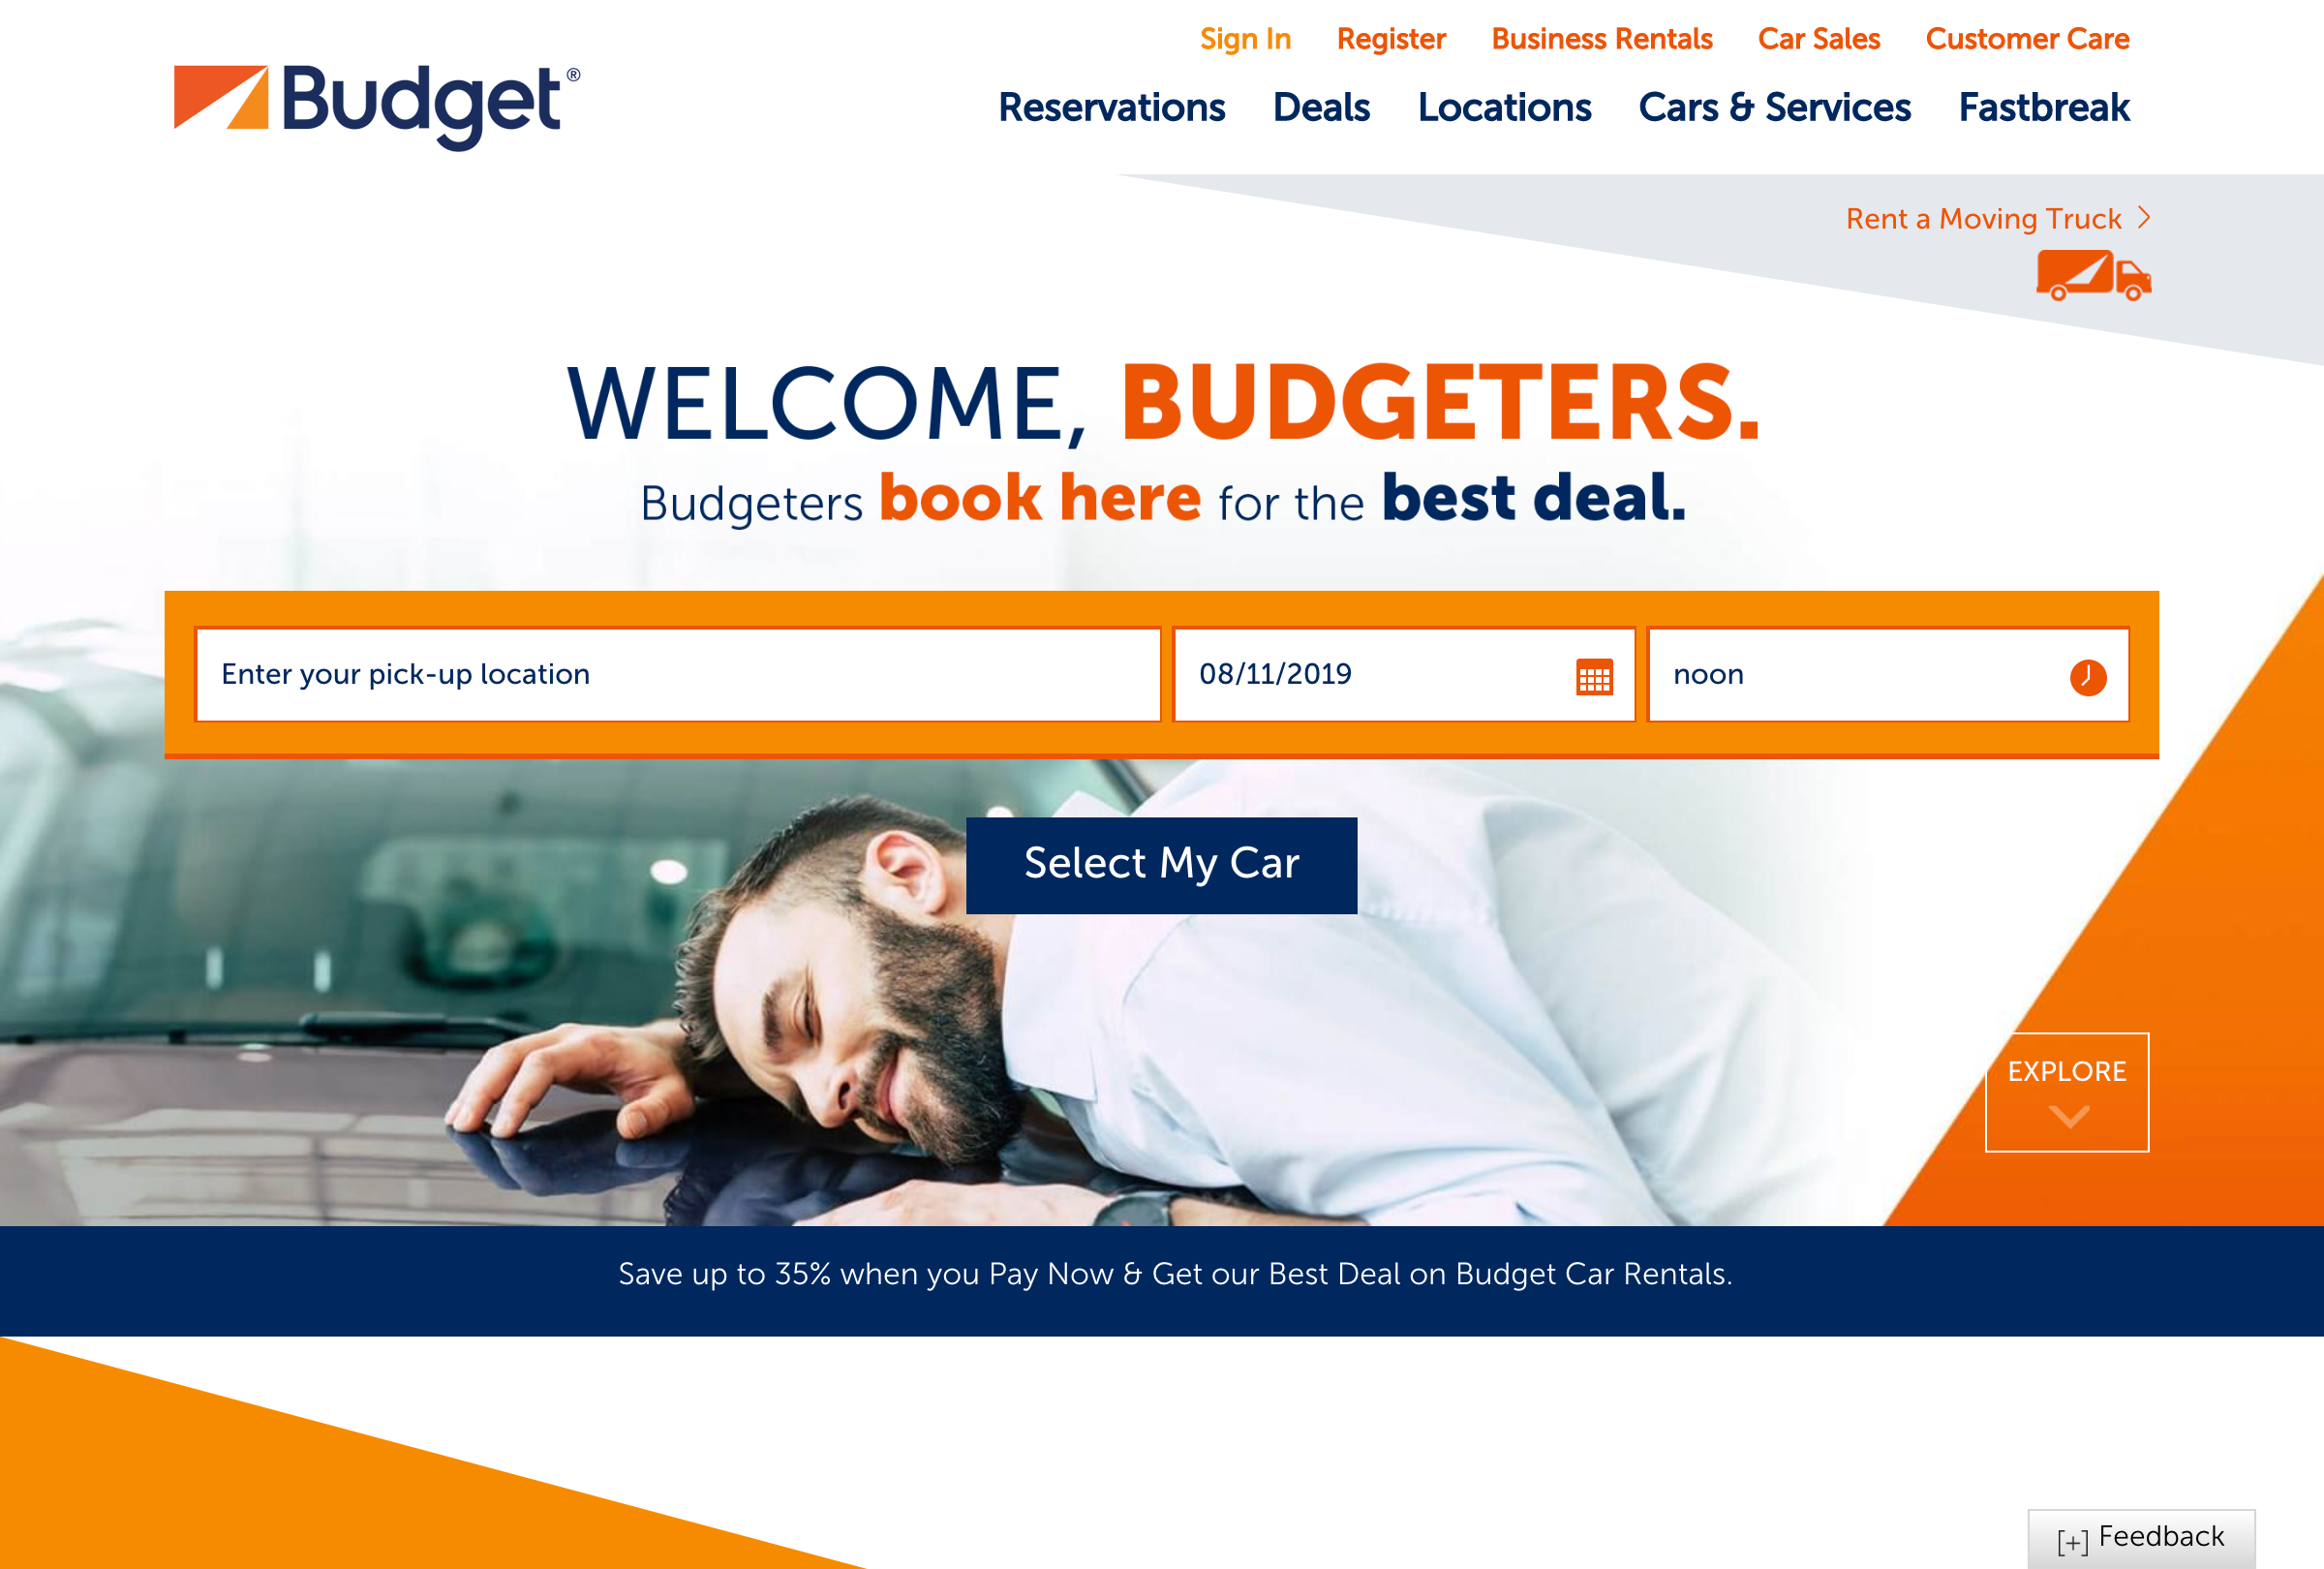 Sign In Register Business Rentals Car Sales Customer Care
Budget®
Reservations Deals Locations Cars & Services Fastbreak
Rent a Moving Truck
WELCOME, BUDGETERS.
Budgeters book here for the best deal.
Enter your pick-up location 08/11/2019 noon
Select My Car
EXPLORE
Save up to 35% when you Pay Now & Get our Best Deal on Budget Car Rentals.
[+] Feedback